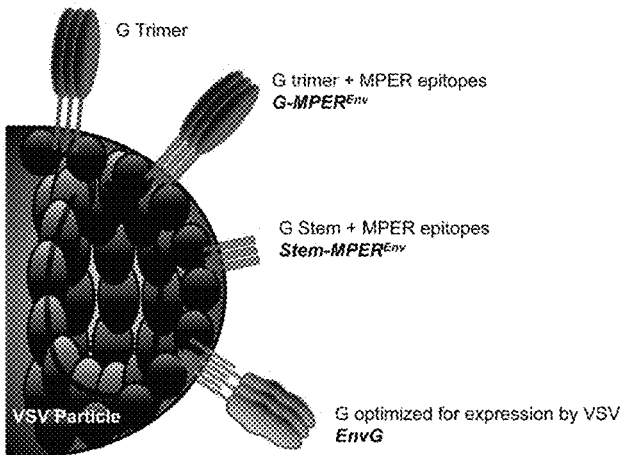 G Trimer
G trimer + MPER epitopes
G-MPER^Env
G Stem + MPER epitopes
Stem-MPER^Env
G optimized for expression by VSV
EnvG
VSV Particle